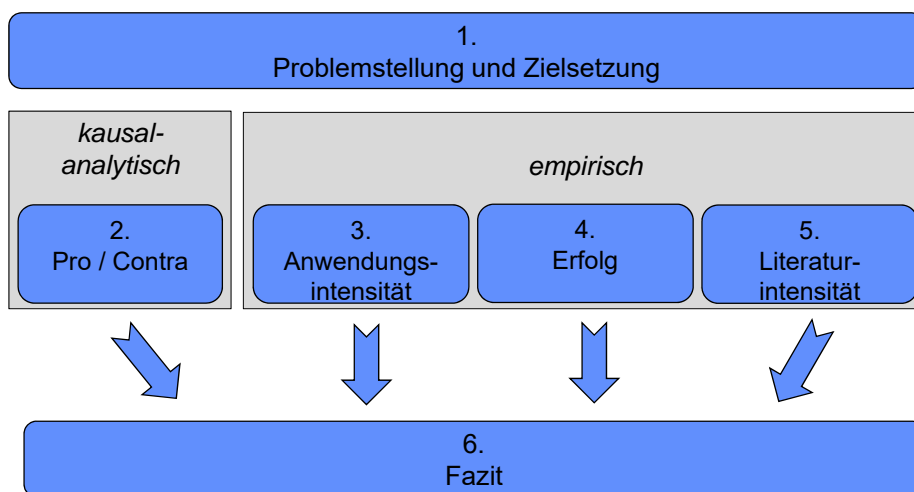 1.
Problemstellung und Zielsetzung
kausal-
analytisch
2.
Pro / Contra
empirisch
3.
Anwendungs-
intensität
4.
Erfolg
5.
Literatur-
intensität
6.
Fazit